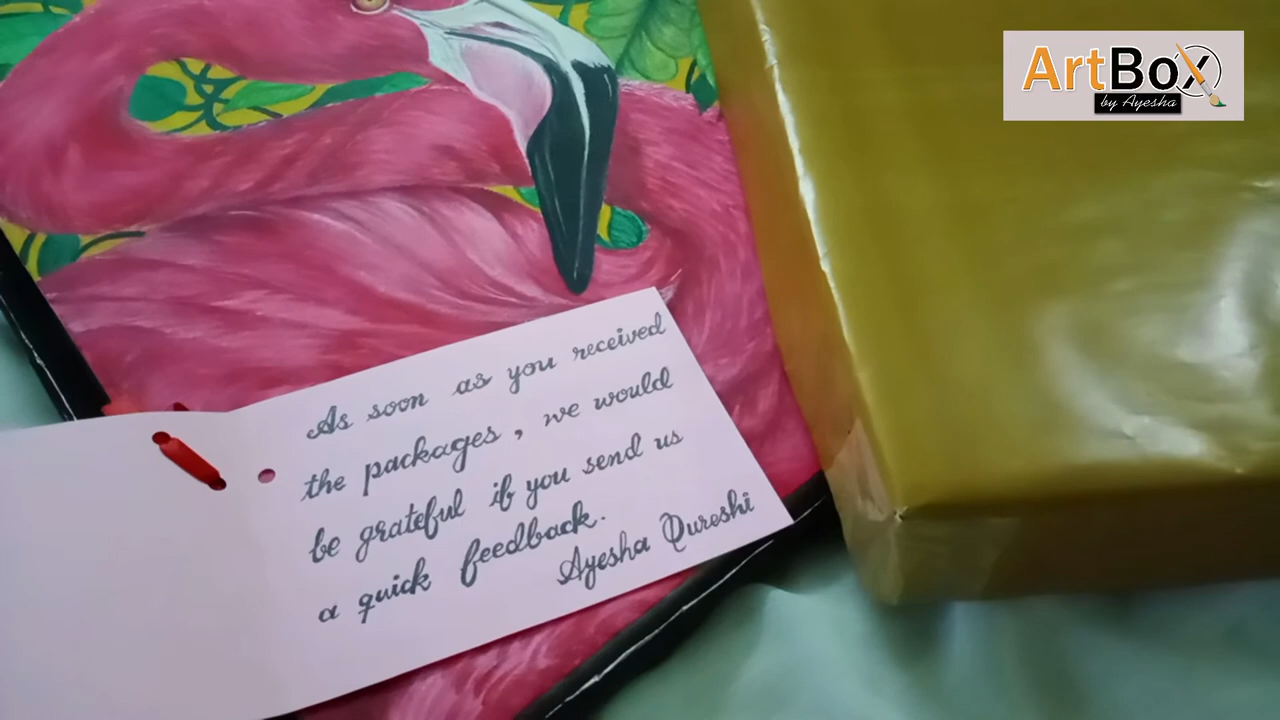 ArtBox
by Ayesha
As soon as you received
the packages, we would
be grateful if you send us
a quick feedback.
Ayesha Qureshi